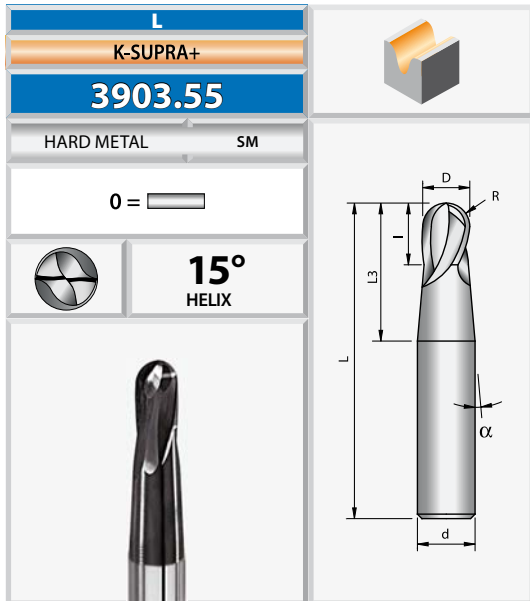 L
K-SUPRA+
3903.55
HARD METAL SM
0 =
15°
HELIX
D
R
l
L3
L
α
d